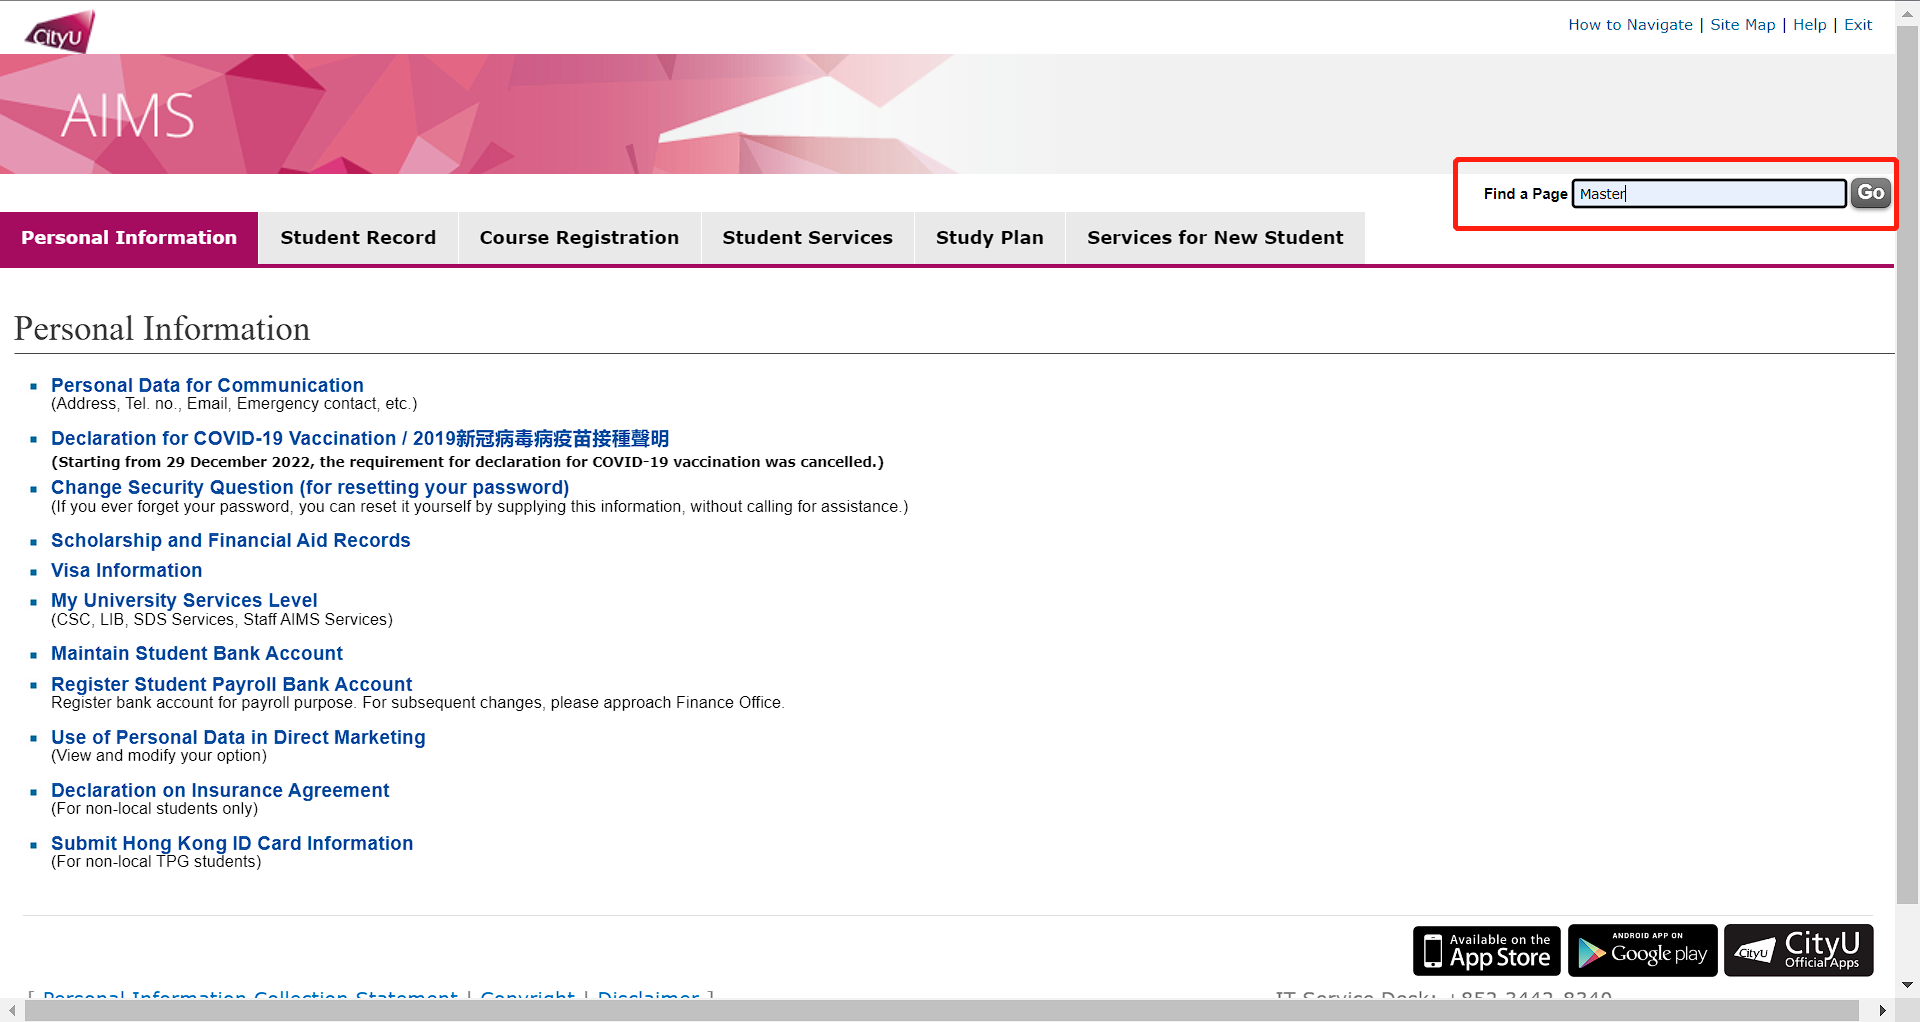 CityU
How to Navigate | Site Map | Help | Exit
AIMS
Find a Page Master Go
Personal Information Student Record Course Registration Student Services Study Plan Services for New Student
Personal Information
Personal Data for Communication
(Address, Tel. no., Email, Emergency contact, etc.)
Declaration for COVID-19 Vaccination / 2019新冠病毒病疫苗接種聲明
(Starting from 29 December 2022, the requirement for declaration for COVID-19 vaccination was cancelled.)
Change Security Question (for resetting your password)
(If you ever forget your password, you can reset it yourself by supplying this information, without calling for assistance.)
Scholarship and Financial Aid Records
Visa Information
My University Services Level
(CSC, LIB, SDS Services, Staff AIMS Services)
Maintain Student Bank Account
Register Student Payroll Bank Account
Register bank account for payroll purpose. For subsequent changes, please approach Finance Office.
Use of Personal Data in Direct Marketing
(View and modify your option)
Declaration on Insurance Agreement
(For non-local students only)
Submit Hong Kong ID Card Information
(For non-local TPG students)
Available on the
App Store
ANDROID APP ON
Google play
CityU
CityU
Official Apps
[ Personal Information Collection Statement | Copyright | Disclaimer ]
IT Service Desk: +852 3442-8340